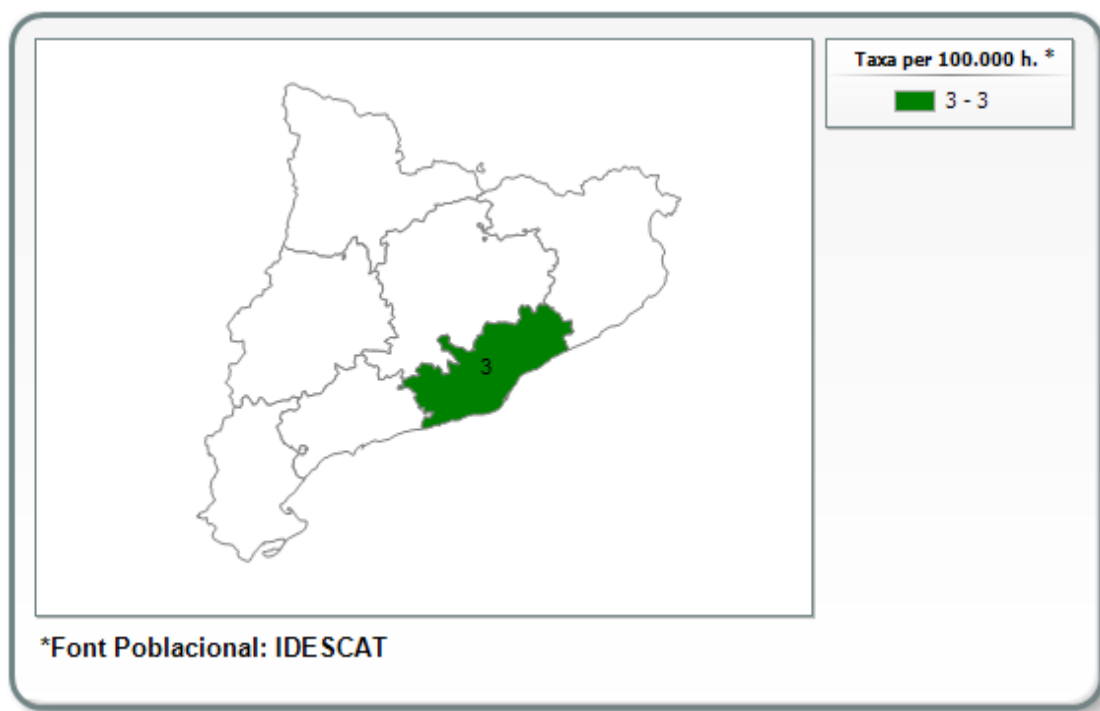 Taxa per 100.000 h. *
3 - 3
3
*Font Poblacional: IDESCAT